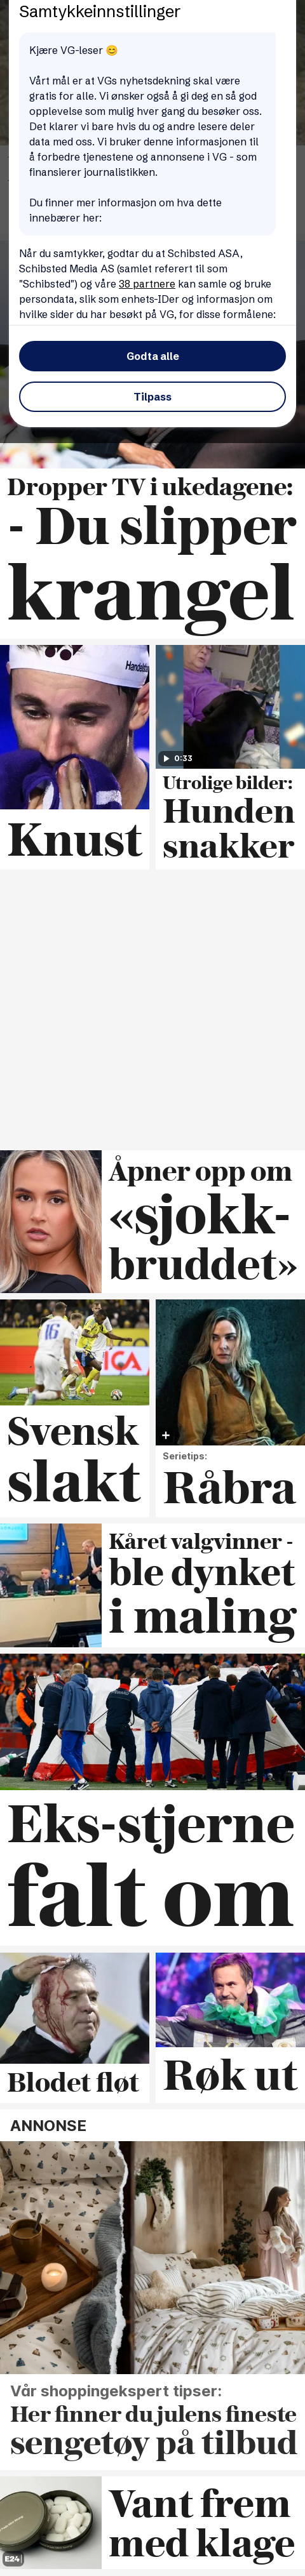 Samtykkeinnstillinger
Kjære VG-leser 😊
Vårt mål er at VGs nyhetsdekning skal være
gratis for alle. Vi ønsker også å gi deg en så god
opplevelse som mulig hver gang du besøker oss.
Det klarer vi bare hvis du og andre lesere deler
data med oss. Vi bruker denne informasjonen til
å forbedre tjenestene og annonsene i VG - som
finansierer journalistikken.
Du finner mer informasjon om hva dette
innebærer her:
Når du samtykker, godtar du at Schibsted ASA,
Schibsted Media AS (samlet referert til som
"Schibsted") og våre 38 partnere kan samle og bruke
persondata, slik som enhets-IDer og informasjon om
hvilke sider du har besøkt på VG, for disse formålene:
Godta alle
Tilpass
Dropper TV i ukedagene:
- Du slipper
krangel
Handelsb
Knust
0:33
Utrolige bilder:
Hunden
snakker
Åpner opp om
«sjokk-
bruddet»
16
ICA
Svensk
slakt
Serietips:
Råbra
Kåret valgvinner -
ble dynket
i maling
Eks-stjerne
falt om
Blodet fløt
Røk ut
ANNONSE
Vår shoppingekspert tipser:
Her finner du julens fineste
sengetøy på tilbud
E24
Vant frem
med klage